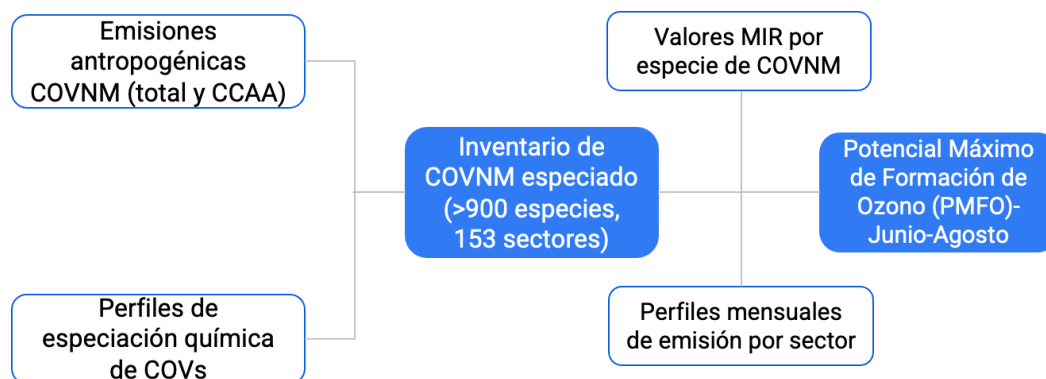 Emisiones
antropogénicas
COVNM (total y CCAA)
Perfiles de
especiación química
de COVs
Inventario de
COVNM especiado
(>900 especies,
153 sectores)
Valores MIR por
especie de COVNM
Perfiles mensuales
de emisión por sector
Potencial Máximo
de Formación de
Ozono (PMFO)-
Junio-Agosto